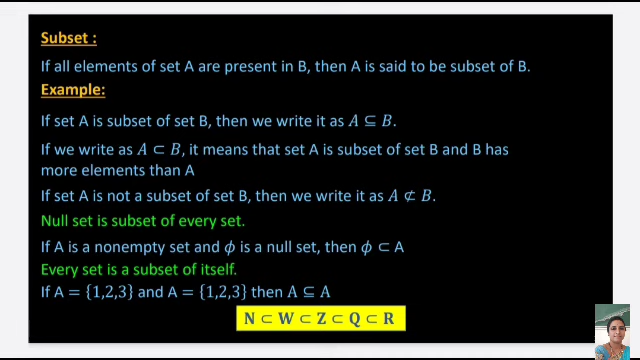 Subset :
If all elements of set A are present in B, then A is said to be subset of B.
Example:
If set A is subset of set B, then we write it as A ⊆ B.
If we write as A ⊂ B, it means that set A is subset of set B and B has
more elements than A
If set A is not a subset of set B, then we write it as A ⊄ B.
Null set is subset of every set.
If A is a nonempty set and ϕ is a null set, then ϕ ⊂ A
Every set is a subset of itself.
If A = {1,2,3} and A = {1,2,3} then A ⊆ A
N ⊂ W ⊂ Z ⊂ Q ⊂ R